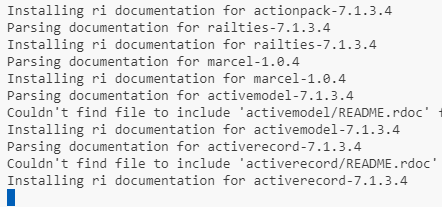 Installing ri documentation for actionpack-7.1.3.4
Parsing documentation for railties-7.1.3.4
Installing ri documentation for railties-7.1.3.4
Parsing documentation for marcel-1.0.4
Installing ri documentation for marcel-1.0.4
Parsing documentation for activemodel-7.1.3.4
Couldn't find file to include 'activemodel/README.rdoc' f
Installing ri documentation for activemodel-7.1.3.4
Parsing documentation for activerecord-7.1.3.4
Couldn't find file to include 'activerecord/README.rdoc'
Installing ri documentation for activerecord-7.1.3.4